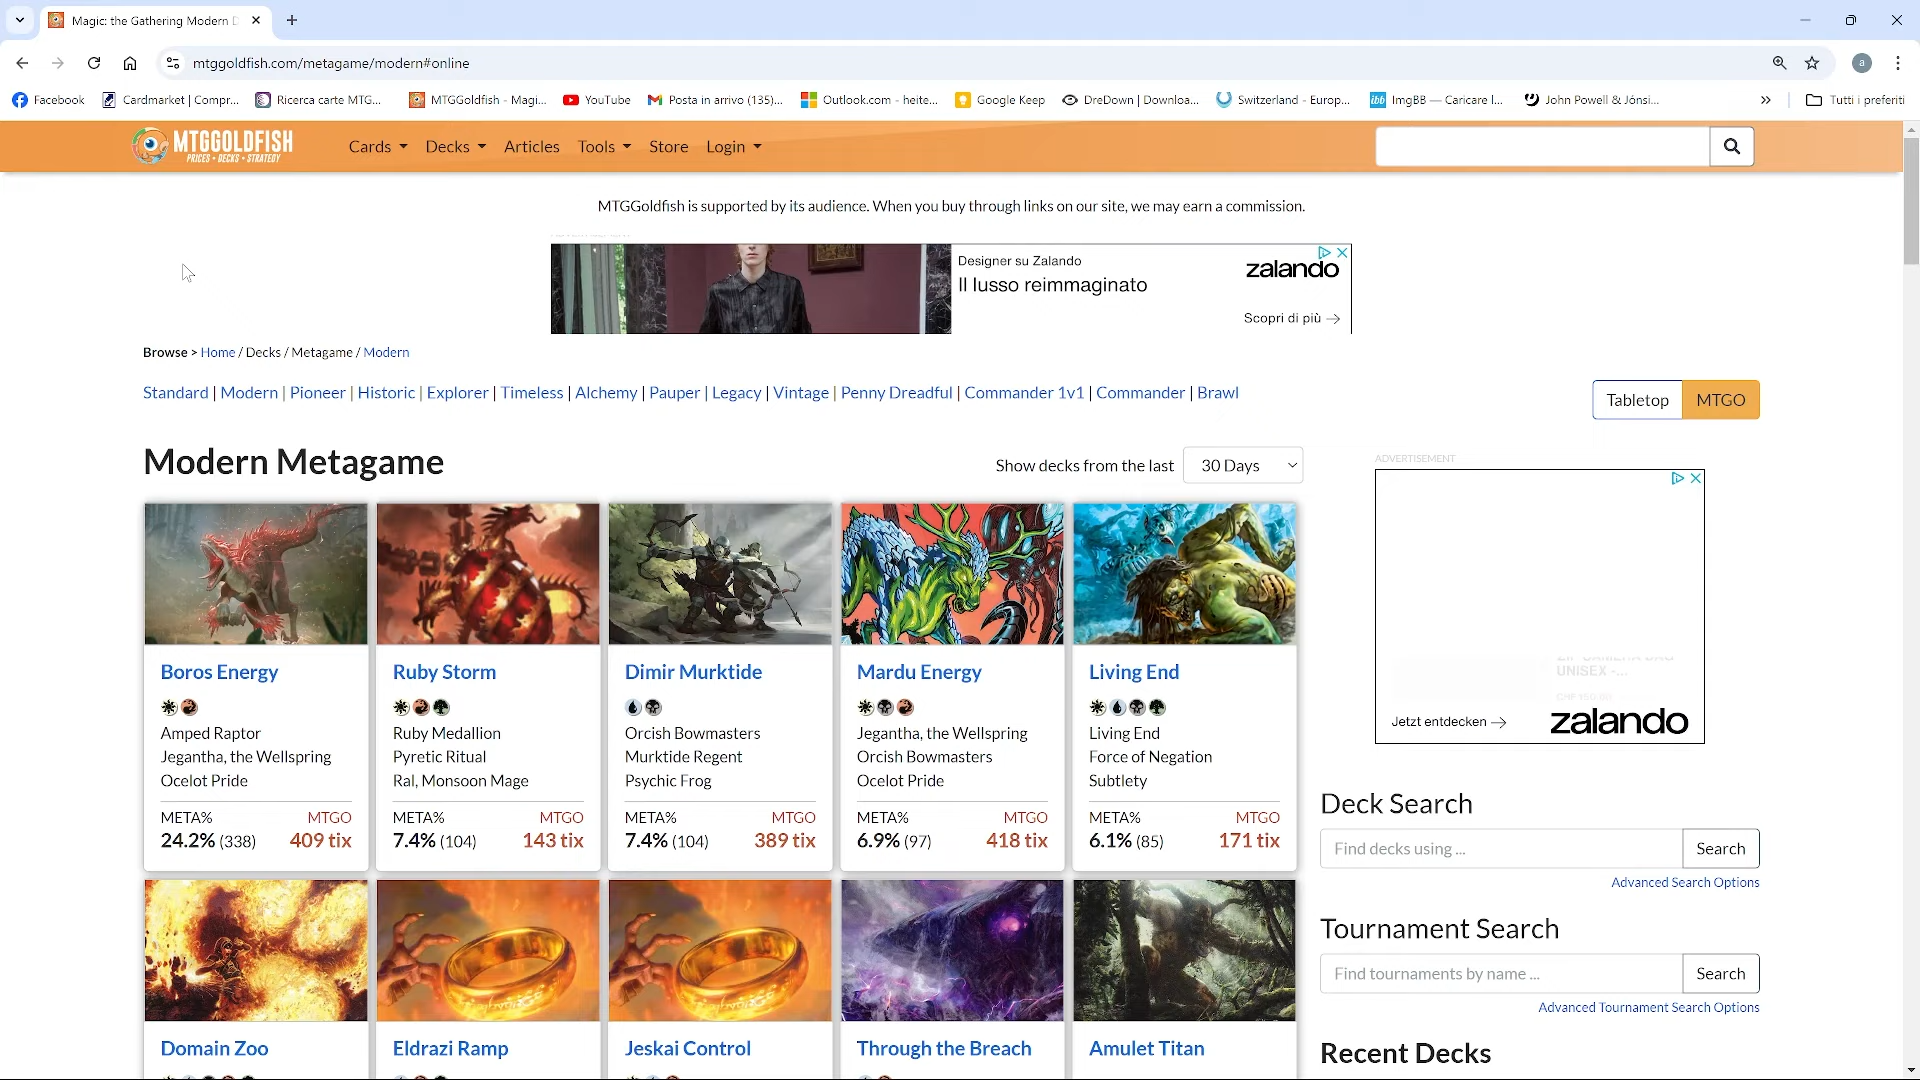 Magic: the Gathering Modern D
mtggoldfish.com/metagame/modern#online
a
Facebook
Cardmarket | Compr...
Ricerca carte MTG...
MTGGoldfish - Magi...
YouTube
Posta in arrivo (135)...
Outlook.com - heite...
Google Keep
DreDown | Downloa...
Switzerland - Europ...
ibb
ImgBB — Caricare l...
John Powell & Jónsi...
Tutti i preferiti
MTGGOLDFISH
PRICES • DECKS • STRATEGY
Cards
Decks
Articles
Tools
Store
Login
MTGGoldfish is supported by its audience. When you buy through links on our site, we may earn a commission.
Designer su Zalando
Il lusso reimmaginato
zalando
Scopri di più →
Browse > Home / Decks / Metagame / Modern
Standard | Modern | Pioneer | Historic | Explorer | Timeless | Alchemy | Pauper | Legacy | Vintage | Penny Dreadful | Commander 1v1 | Commander | Brawl
Tabletop
MTGO
Modern Metagame
Show decks from the last
30 Days
ADVERTISEMENT
Boros Energy
Amped Raptor
Jegantha, the Wellspring
Ocelot Pride
META% MTGO
24.2% (338) 409 tix
Ruby Storm
Ruby Medallion
Pyretic Ritual
Ral, Monsoon Mage
META% MTGO
7.4% (104) 143 tix
Dimir Murktide
Orcish Bowmasters
Murktide Regent
Psychic Frog
META% MTGO
7.4% (104) 389 tix
Mardu Energy
Jegantha, the Wellspring
Orcish Bowmasters
Ocelot Pride
META% MTGO
6.9% (97) 418 tix
Living End
Living End
Force of Negation
Subtlety
META% MTGO
6.1% (85) 171 tix
UNISEX -...
Jetzt entdecken →
zalando
Domain Zoo
Eldrazi Ramp
Jeskai Control
Through the Breach
Amulet Titan
Deck Search
Find decks using ...
Search
Advanced Search Options
Tournament Search
Find tournaments by name ...
Search
Advanced Tournament Search Options
Recent Decks